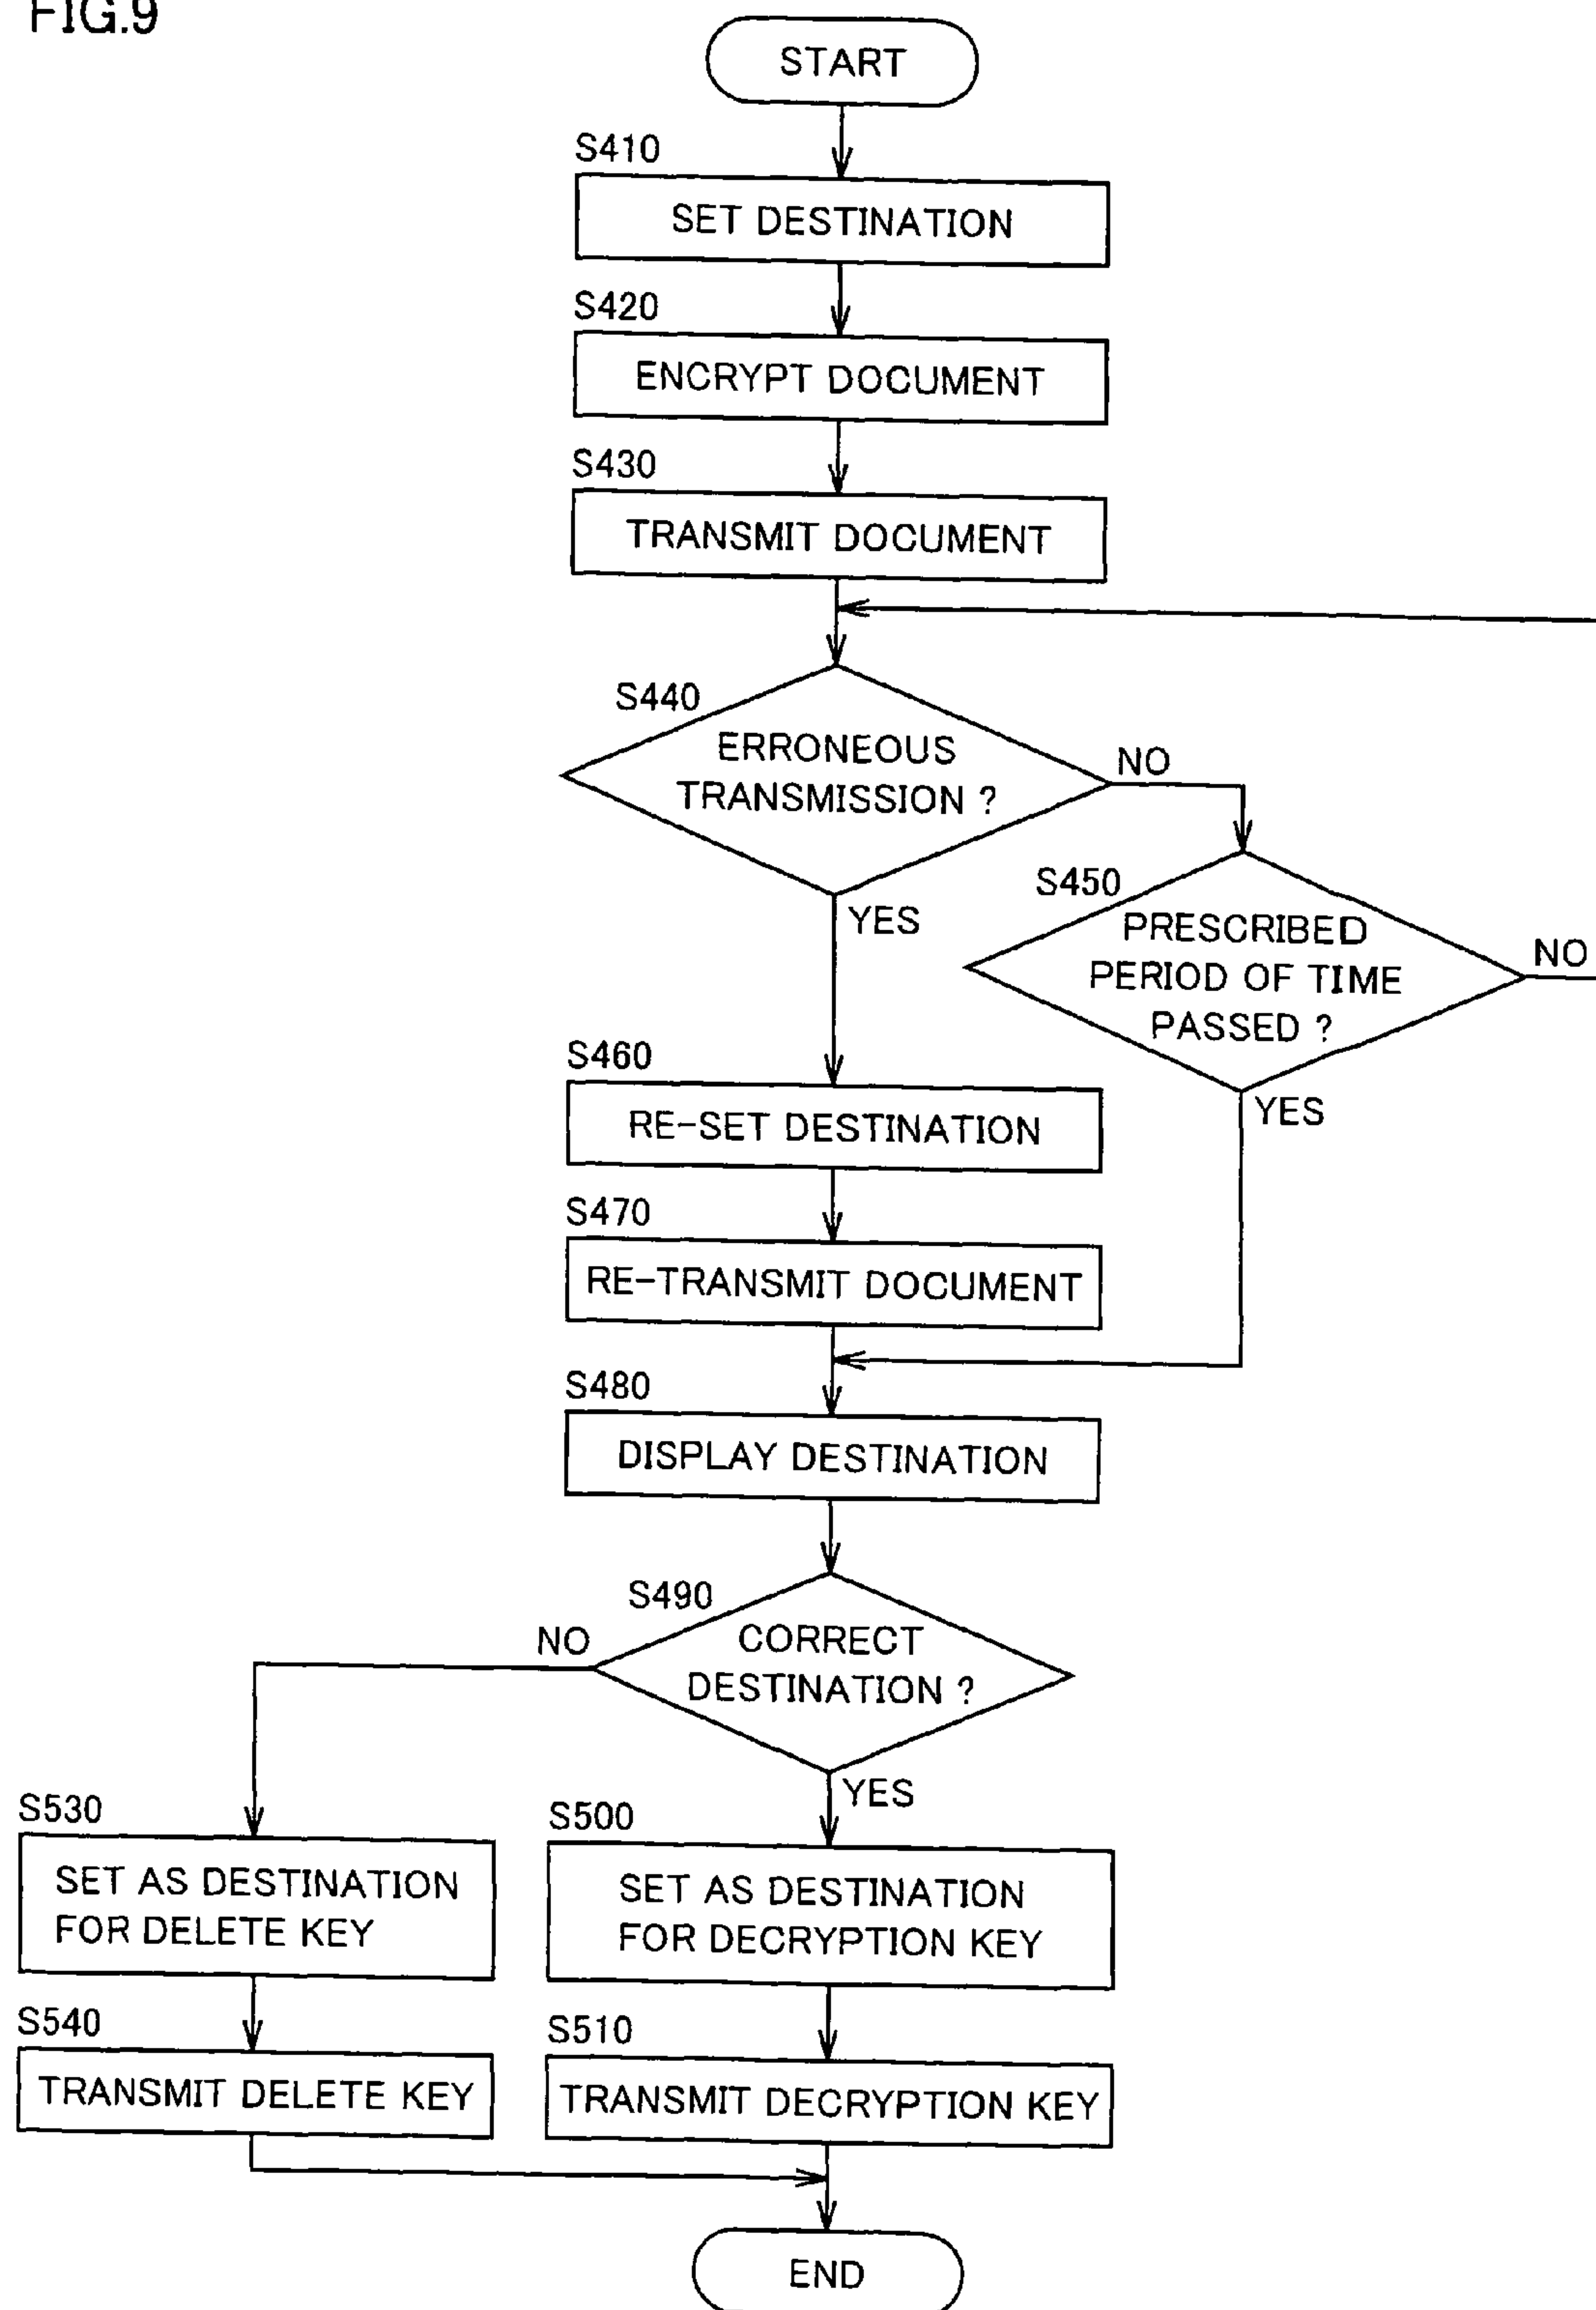 FIG.9
START
S410
SET DESTINATION
S420
ENCRYPT DOCUMENT
S430
TRANSMIT DOCUMENT
S440
ERRONEOUS
TRANSMISSION ?
NO
YES
S450
PRESCRIBED
PERIOD OF TIME
PASSED ?
NO
YES
S460
RE-SET DESTINATION
S470
RE-TRANSMIT DOCUMENT
S480
DISPLAY DESTINATION
S490
CORRECT
DESTINATION ?
NO
YES
S530
SET AS DESTINATION
FOR DELETE KEY
S500
SET AS DESTINATION
FOR DECRYPTION KEY
S540
TRANSMIT DELETE KEY
S510
TRANSMIT DECRYPTION KEY
END